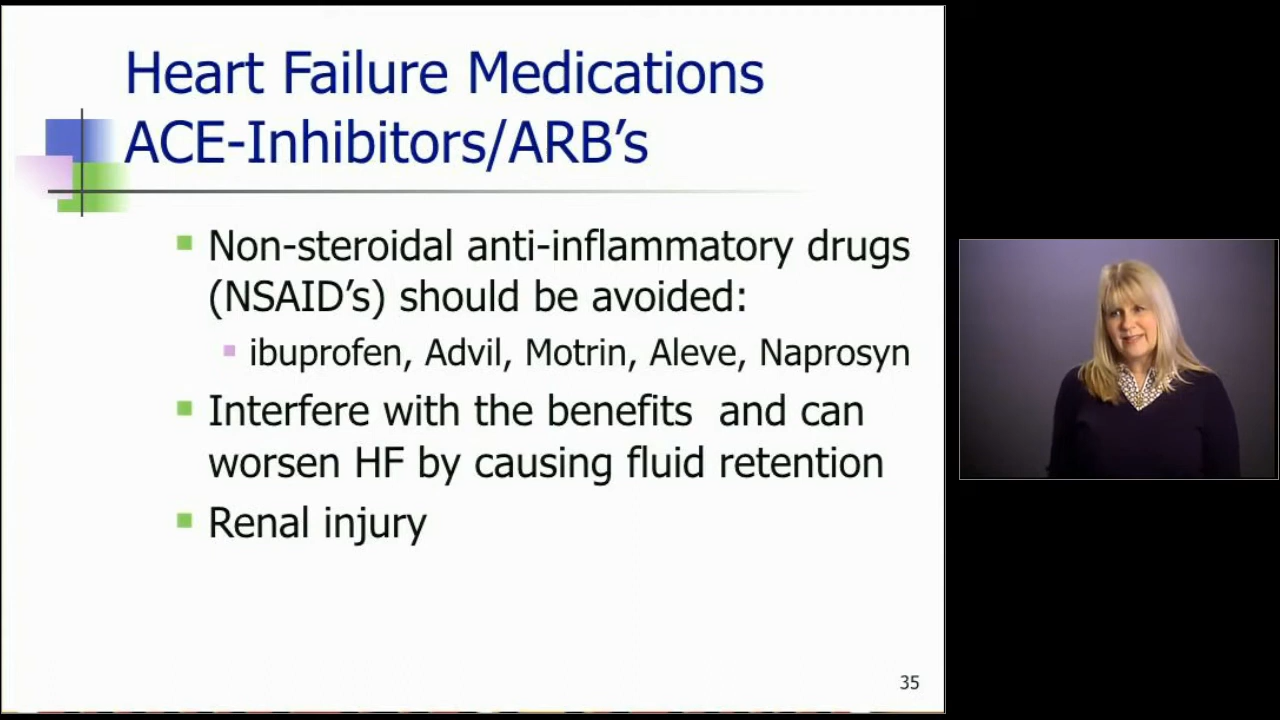 Heart Failure Medications
ACE-Inhibitors/ARB’s
Non-steroidal anti-inflammatory drugs
(NSAID’s) should be avoided:
ibuprofen, Advil, Motrin, Aleve, Naprosyn
Interfere with the benefits and can
worsen HF by causing fluid retention
Renal injury
35